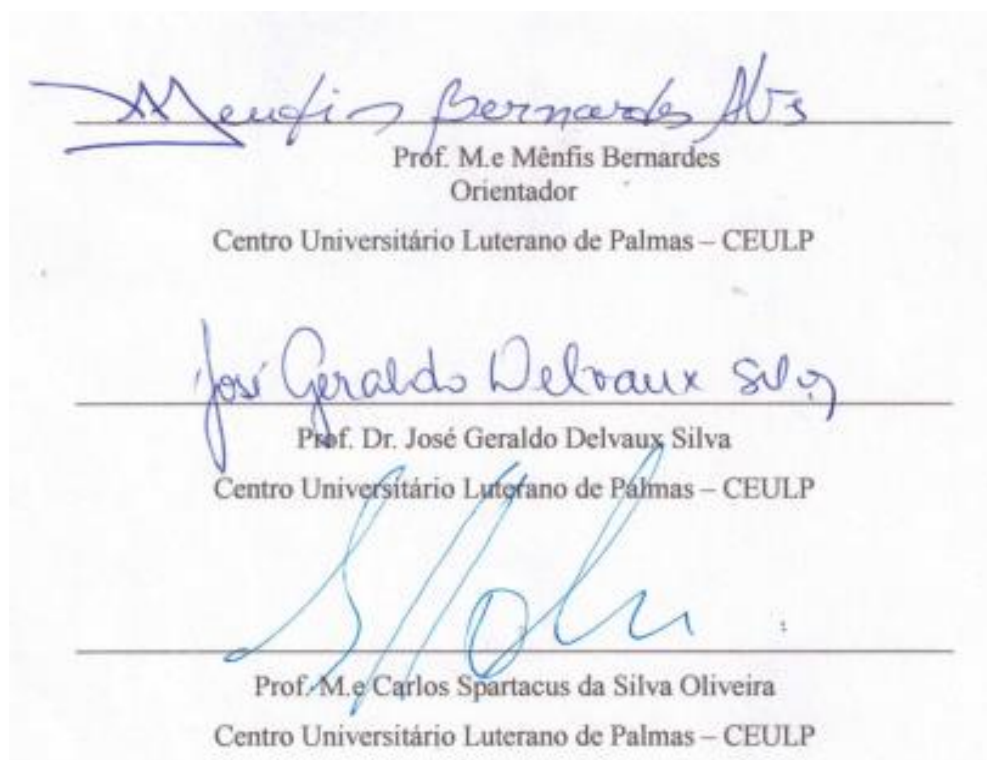 Menfis Bernardes Alves
Prof. M.e Mênfis Bernardes
Orientador
Centro Universitário Luterano de Palmas – CEULP
José Geraldo Delvaux Silva
Prof. Dr. José Geraldo Delvaux Silva
Centro Universitário Luterano de Palmas – CEULP
Prof. M.e Carlos Spartacus da Silva Oliveira
Centro Universitário Luterano de Palmas – CEULP